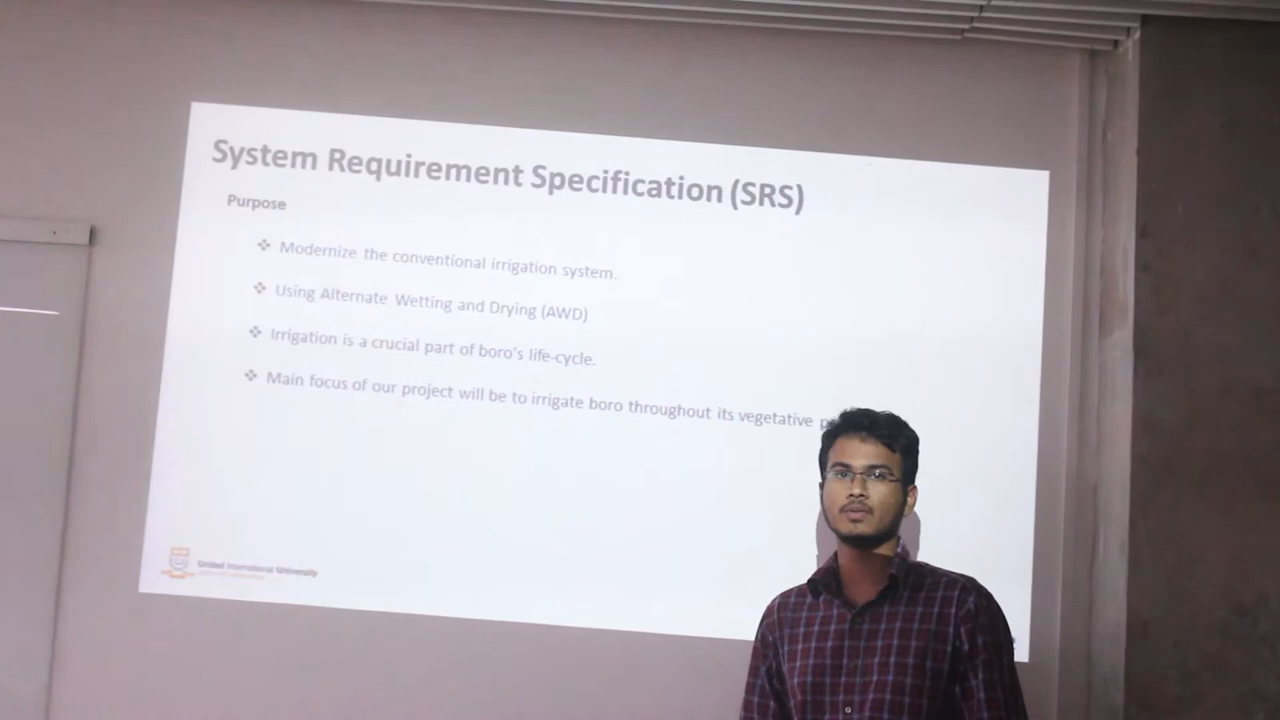 System Requirement Specification (SRS)
Purpose
❖ Modernize the conventional irrigation system.
❖ Using Alternate Wetting and Drying (AWD)
❖ Irrigation is a crucial part of boro's life-cycle.
❖ Main focus of our project will be to irrigate boro throughout its vegetative
United International University